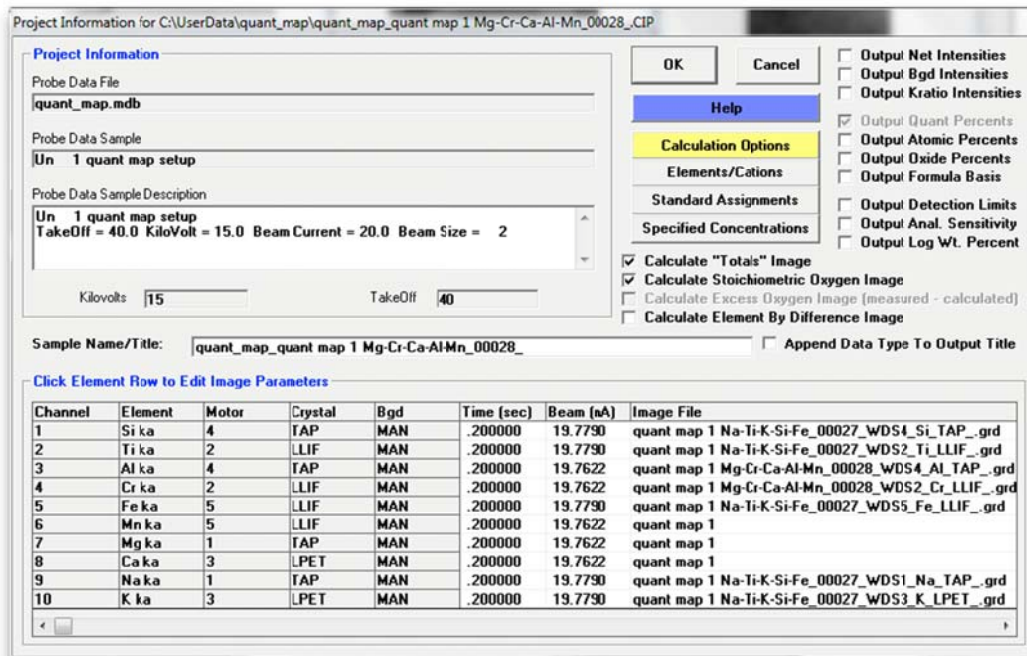 Project Information for C:\UserData\quant_map\quant_map_quant map 1 Mg-Cr-Ca-Al-Mn_00028_.CIP
Project Information
Probe Data File
quant_map.mdb
Probe Data Sample
Un 1 quant map setup
Probe Data Sample Description
Un 1 quant map setup
TakeOff = 40.0 KiloVolt = 15.0 Beam Current = 20.0 Beam Size = 2
Kilovolts 15 TakeOff 40
OK Cancel
Help
Calculation Options
Elements/Cations
Standard Assignments
Specified Concentrations
Output Net Intensities
Output Bgd Intensities
Output Kratio Intensities
Output Quant Percents
Output Atomic Percents
Output Oxide Percents
Output Formula Basis
Output Detection Limits
Output Anal. Sensitivity
Output Log Wt. Percent
Calculate "Totals" Image
Calculate Stoichiometric Oxygen Image
Calculate Excess Oxygen Image (measured - calculated)
Calculate Element By Difference Image
Sample Name/Title: quant_map_quant map 1 Mg-Cr-Ca-Al-Mn_00028_ Append Data Type To Output Title
Click Element Row to Edit Image Parameters
Channel Element Motor Crystal Bgd Time (sec) Beam (nA) Image File
1 Si ka 4 TAP MAN .200000 19.7790 quant map 1 Na-Ti-K-Si-Fe_00027_WDS4_Si_TAP_.grd
2 Ti ka 2 LLIF MAN .200000 19.7790 quant map 1 Na-Ti-K-Si-Fe_00027_WDS2_Ti_LLIF_.grd
3 Al ka 4 TAP MAN .200000 19.7622 quant map 1 Mg-Cr-Ca-Al-Mn_00028_WDS4_Al_TAP_.grd
4 Cr ka 2 LLIF MAN .200000 19.7622 quant map 1 Mg-Cr-Ca-Al-Mn_00028_WDS2_Cr_LLIF_.grd
5 Fe ka 5 LLIF MAN .200000 19.7790 quant map 1 Na-Ti-K-Si-Fe_00027_WDS5_Fe_LLIF_.grd
6 Mn ka 5 LLIF MAN .200000 19.7622 quant map 1
7 Mg ka 1 TAP MAN .200000 19.7622 quant map 1
8 Ca ka 3 LPET MAN .200000 19.7622 quant map 1
9 Na ka 1 TAP MAN .200000 19.7790 quant map 1 Na-Ti-K-Si-Fe_00027_WDS1_Na_TAP_.grd
10 K ka 3 LPET MAN .200000 19.7790 quant map 1 Na-Ti-K-Si-Fe_00027_WDS3_K_LPET_.grd